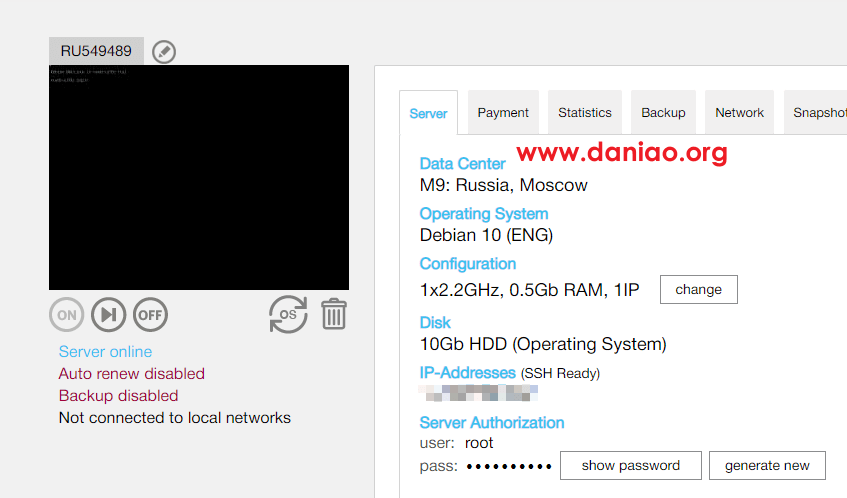 RU549489
Server
Payment
Statistics
Backup
Network
Snapshot
www.daniao.org
Data Center
M9: Russia, Moscow
Operating System
Debian 10 (ENG)
Configuration
1x2.2GHz, 0.5Gb RAM, 1IP
change
Disk
10Gb HDD (Operating System)
IP-Addresses (SSH Ready)
Server Authorization
user: root
pass: ••••••••••
show password
generate new
ON
OFF
OS
Server online
Auto renew disabled
Backup disabled
Not connected to local networks